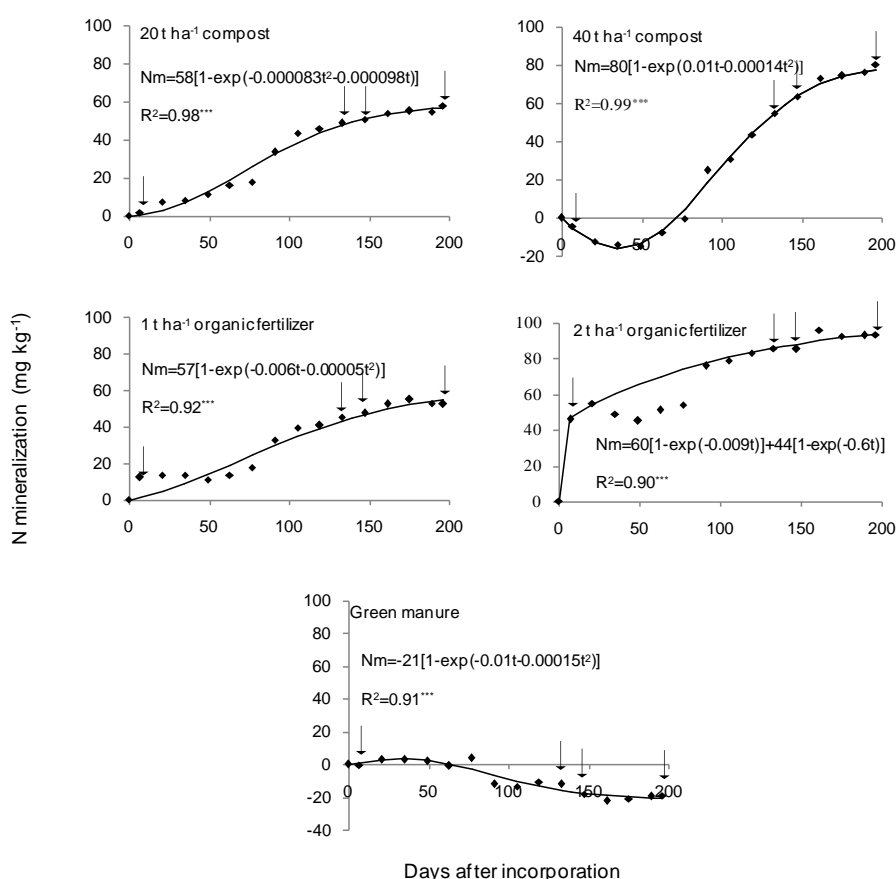 20 t ha⁻¹ compost
Nm=58[1-exp(-0.000083t²-0.000098t)]
R²=0.98***
100
80
60
40
20
0
-20
0 50 100 150 200
40 t ha⁻¹ compost
Nm=80[1-exp(0.01t-0.00014t²)]
R²=0.99***
100
80
60
40
20
0
-20
0 50 100 150 200
N mineralization (mg kg⁻¹)
1 t ha⁻¹ organic fertilizer
Nm=57[1-exp(-0.006t-0.00005t²)]
R²=0.92***
100
80
60
40
20
0
0 50 100 150 200
2 t ha⁻¹ organic fertilizer
Nm=60[1-exp(-0.009t)]+44[1-exp(-0.6t)]
R²=0.90***
100
80
60
40
20
0
0 50 100 150 200
Green manure
Nm=-21[1-exp(-0.01t-0.00015t²)]
R²=0.91***
100
80
60
40
20
0
-20
-40
0 50 100 150 200
Days after incorporation